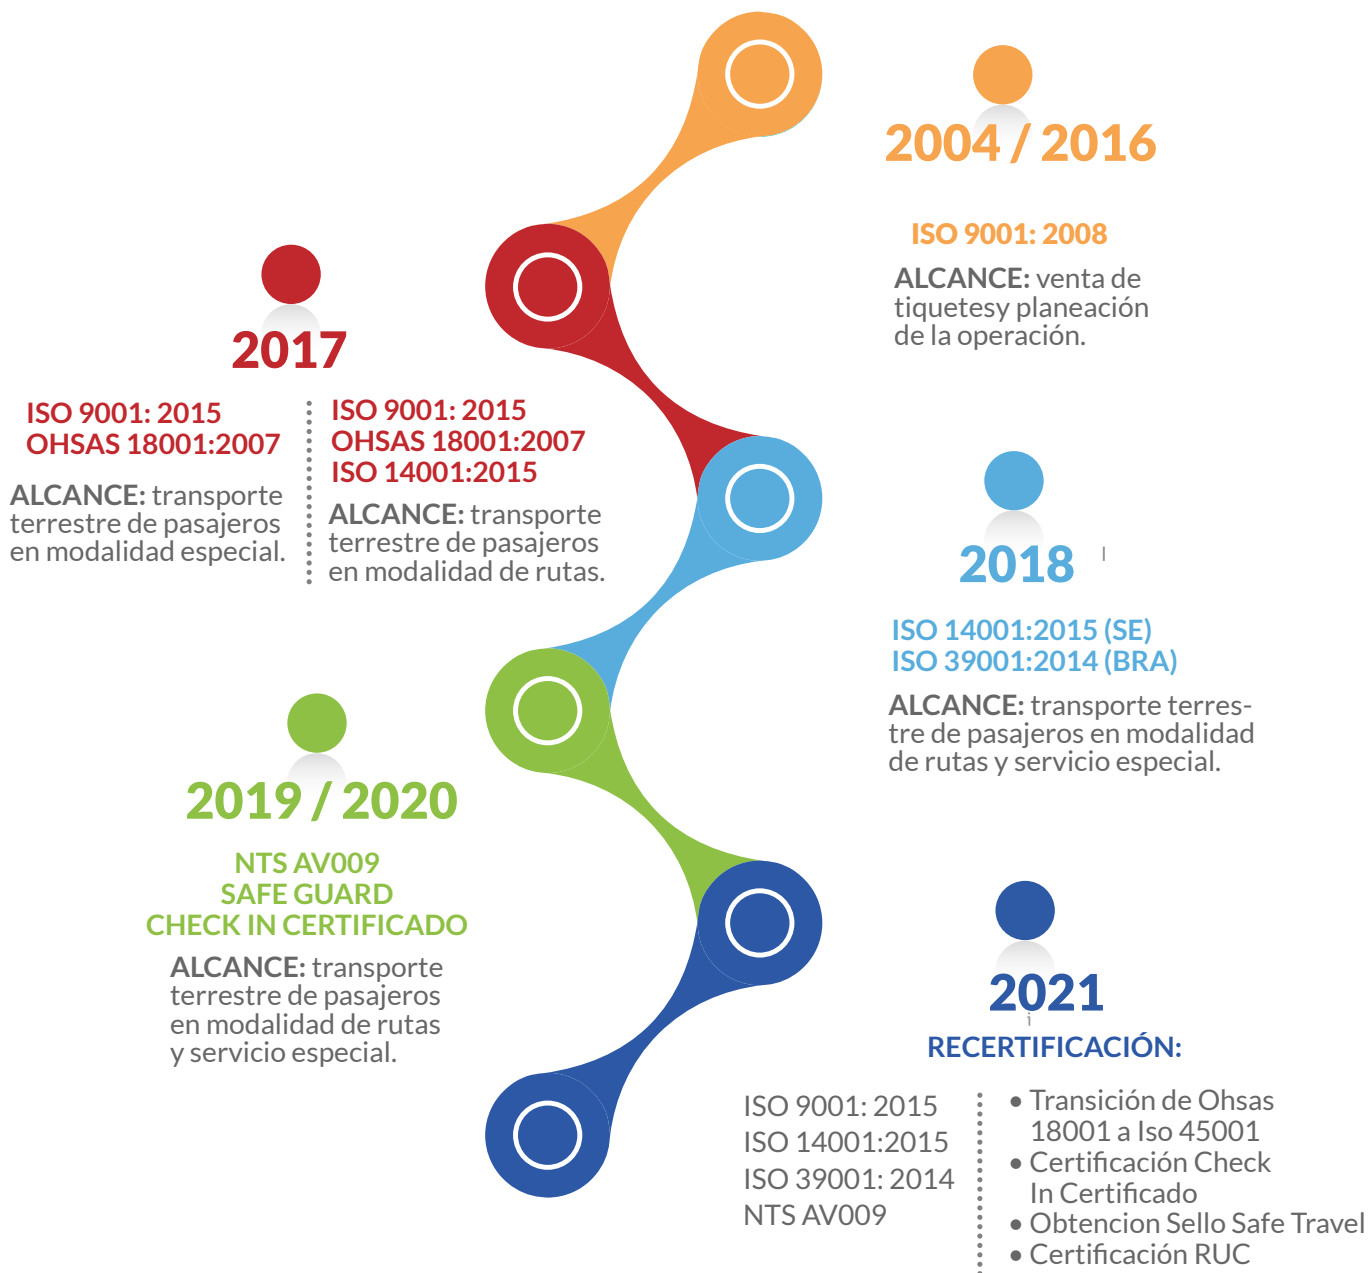 2004 / 2016
ISO 9001: 2008
ALCANCE: venta de
tiquetesy planeación
de la operación.
2017
ISO 9001: 2015
OHSAS 18001:2007
ALCANCE: transporte
terrestre de pasajeros
en modalidad especial.
ISO 9001: 2015
OHSAS 18001:2007
ISO 14001:2015
ALCANCE: transporte
terrestre de pasajeros
en modalidad de rutas.
2018
ISO 14001:2015 (SE)
ISO 39001:2014 (BRA)
ALCANCE: transporte terres-
tre de pasajeros en modalidad
de rutas y servicio especial.
2019 / 2020
NTS AV009
SAFE GUARD
CHECK IN CERTIFICADO
ALCANCE: transporte
terrestre de pasajeros
en modalidad de rutas
y servicio especial.
2021
RECERTIFICACIÓN:
ISO 9001: 2015
ISO 14001:2015
ISO 39001: 2014
NTS AV009
• Transición de Ohsas
18001 a Iso 45001
• Certificación Check
In Certificado
• Obtencion Sello Safe Travel
• Certificación RUC